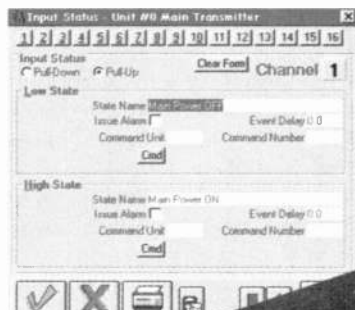 Input Status - Unit #0 Main Transmitter
1 2 3 4 5 6 7 8 9 10 11 12 13 14 15 16
Input Status
Pull-Down Pull-Up Clear Form Channel 1
Low State
State Name Main Power OFF
Issue Alarm Event Delay 0.0
Command Unit Command Number
Cmd
High State
State Name Main Power ON
Issue Alarm Event Delay 0.0
Command Unit Command Number
Cmd